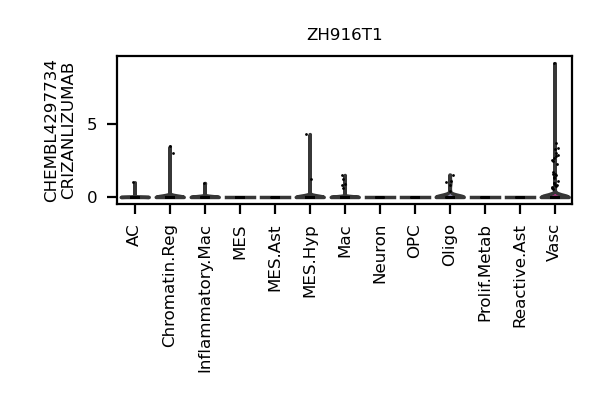 ZH916T1
CHEMBL4297734
CRIZANLIZUMAB
5
0
AC
Chromatin.Reg
Inflammatory.Mac
MES
MES.Ast
MES.Hyp
Mac
Neuron
OPC
Oligo
Prolif.Metab
Reactive.Ast
Vasc